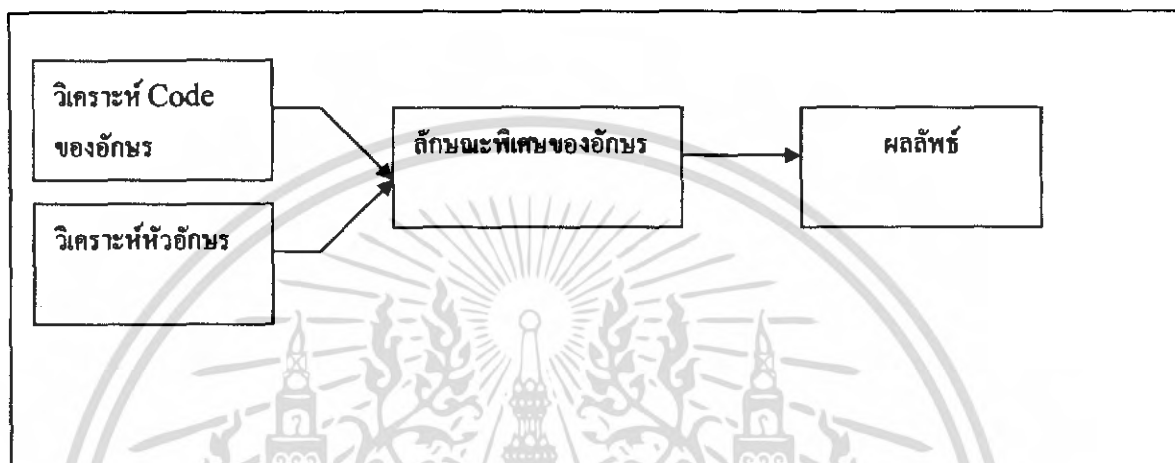 วิเคราะห์ Code
ของอักษร
วิเคราะห์หัวอักษร
ลักษณะพิเศษของอักษร
ผลลัพธ์